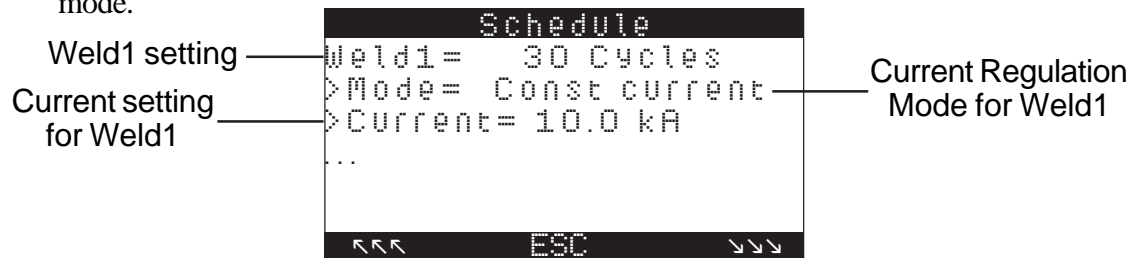 mode.
Schedule
Weld1 setting
Weld1= 30 Cycles
Current Regulation
Mode for Weld1
>Mode= Const current
Current setting
for Weld1
>Current= 10.0 kA
...
↖↖↖ ESC ↘↘↘